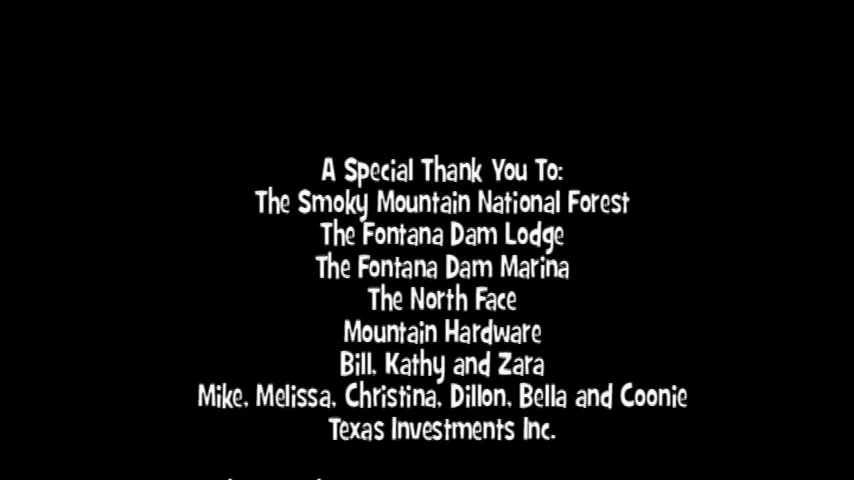 A Special Thank You To:
The Smoky Mountain National Forest
The Fontana Dam Lodge
The Fontana Dam Marina
The North Face
Mountain Hardware
Bill, Kathy and Zara
Mike, Melissa, Christina, Dillon, Bella and Coonie
Texas Investments Inc.